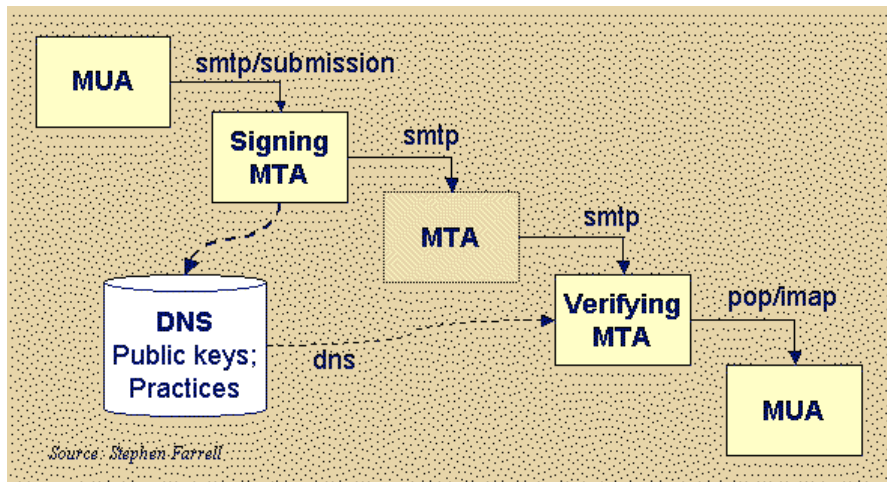 MUA
smtp/submission
Signing
MTA
smtp
MTA
smtp
DNS
Public keys;
Practices
dns
Verifying
MTA
pop/imap
MUA
Source: Stephen Farrell